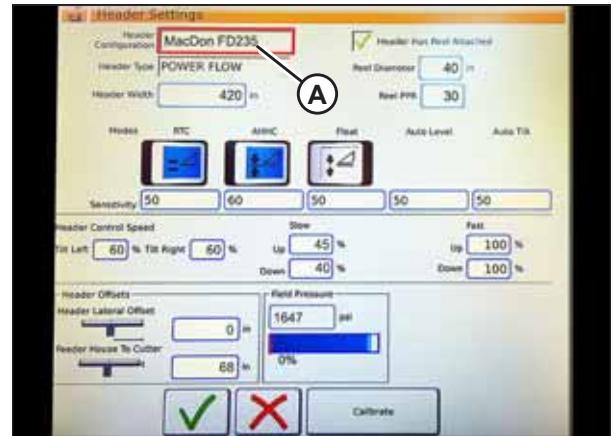 Header Settings
Header Configuration MacDon FD235
Header Has Reel Attached
Header Type POWER FLOW
Reel Diameter 40 in
Header Width 420 in
Reel PPR 30
A
Modes RTC AHHC Float Auto Level Auto Tilt
Sensitivity 50 60 50 50 50
Header Control Speed
Slow Fast
Tilt Left 60 % Tilt Right 60 % Up 45 % Up 100 %
Down 40 % Down 100 %
Header Offsets Field Pressure
Header Lateral Offset
0 in 1647 psi
Feeder House To Cutter
68 in 0%
Calibrate